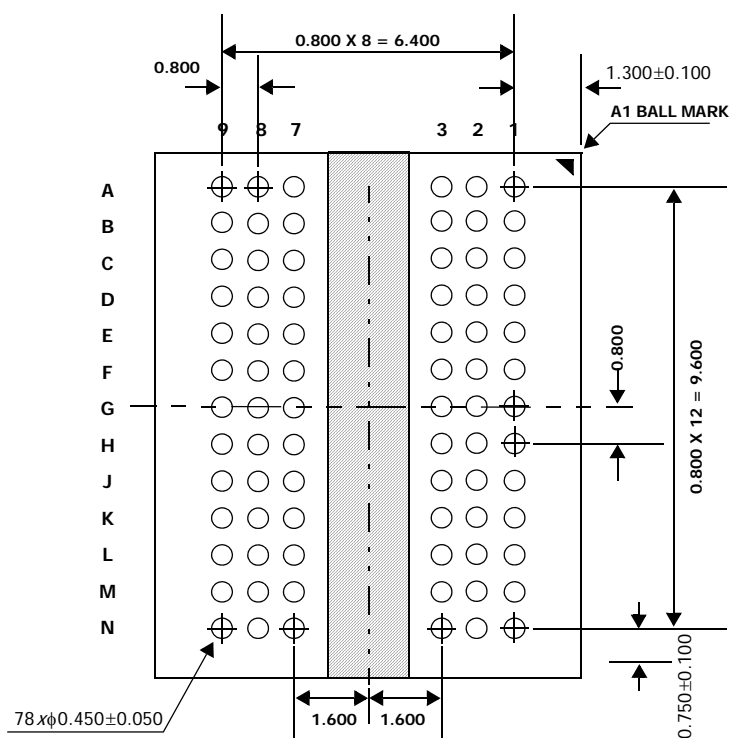 0.800 X 8 = 6.400
0.800
1.300±0.100
A1 BALL MARK
9 8 7 3 2 1
A
B
C
D
E
F
G
H
J
K
L
M
N
0.800
0.800 X 12 = 9.600
0.750±0.100
1.600 1.600
78 xϕ0.450±0.050